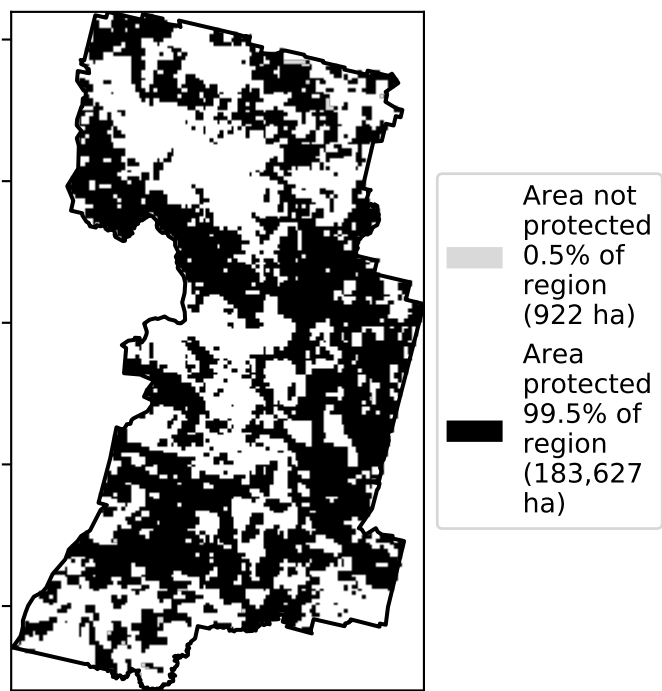 Area not
protected
0.5% of
region
(922 ha)
Area
protected
99.5% of
region
(183,627
ha)